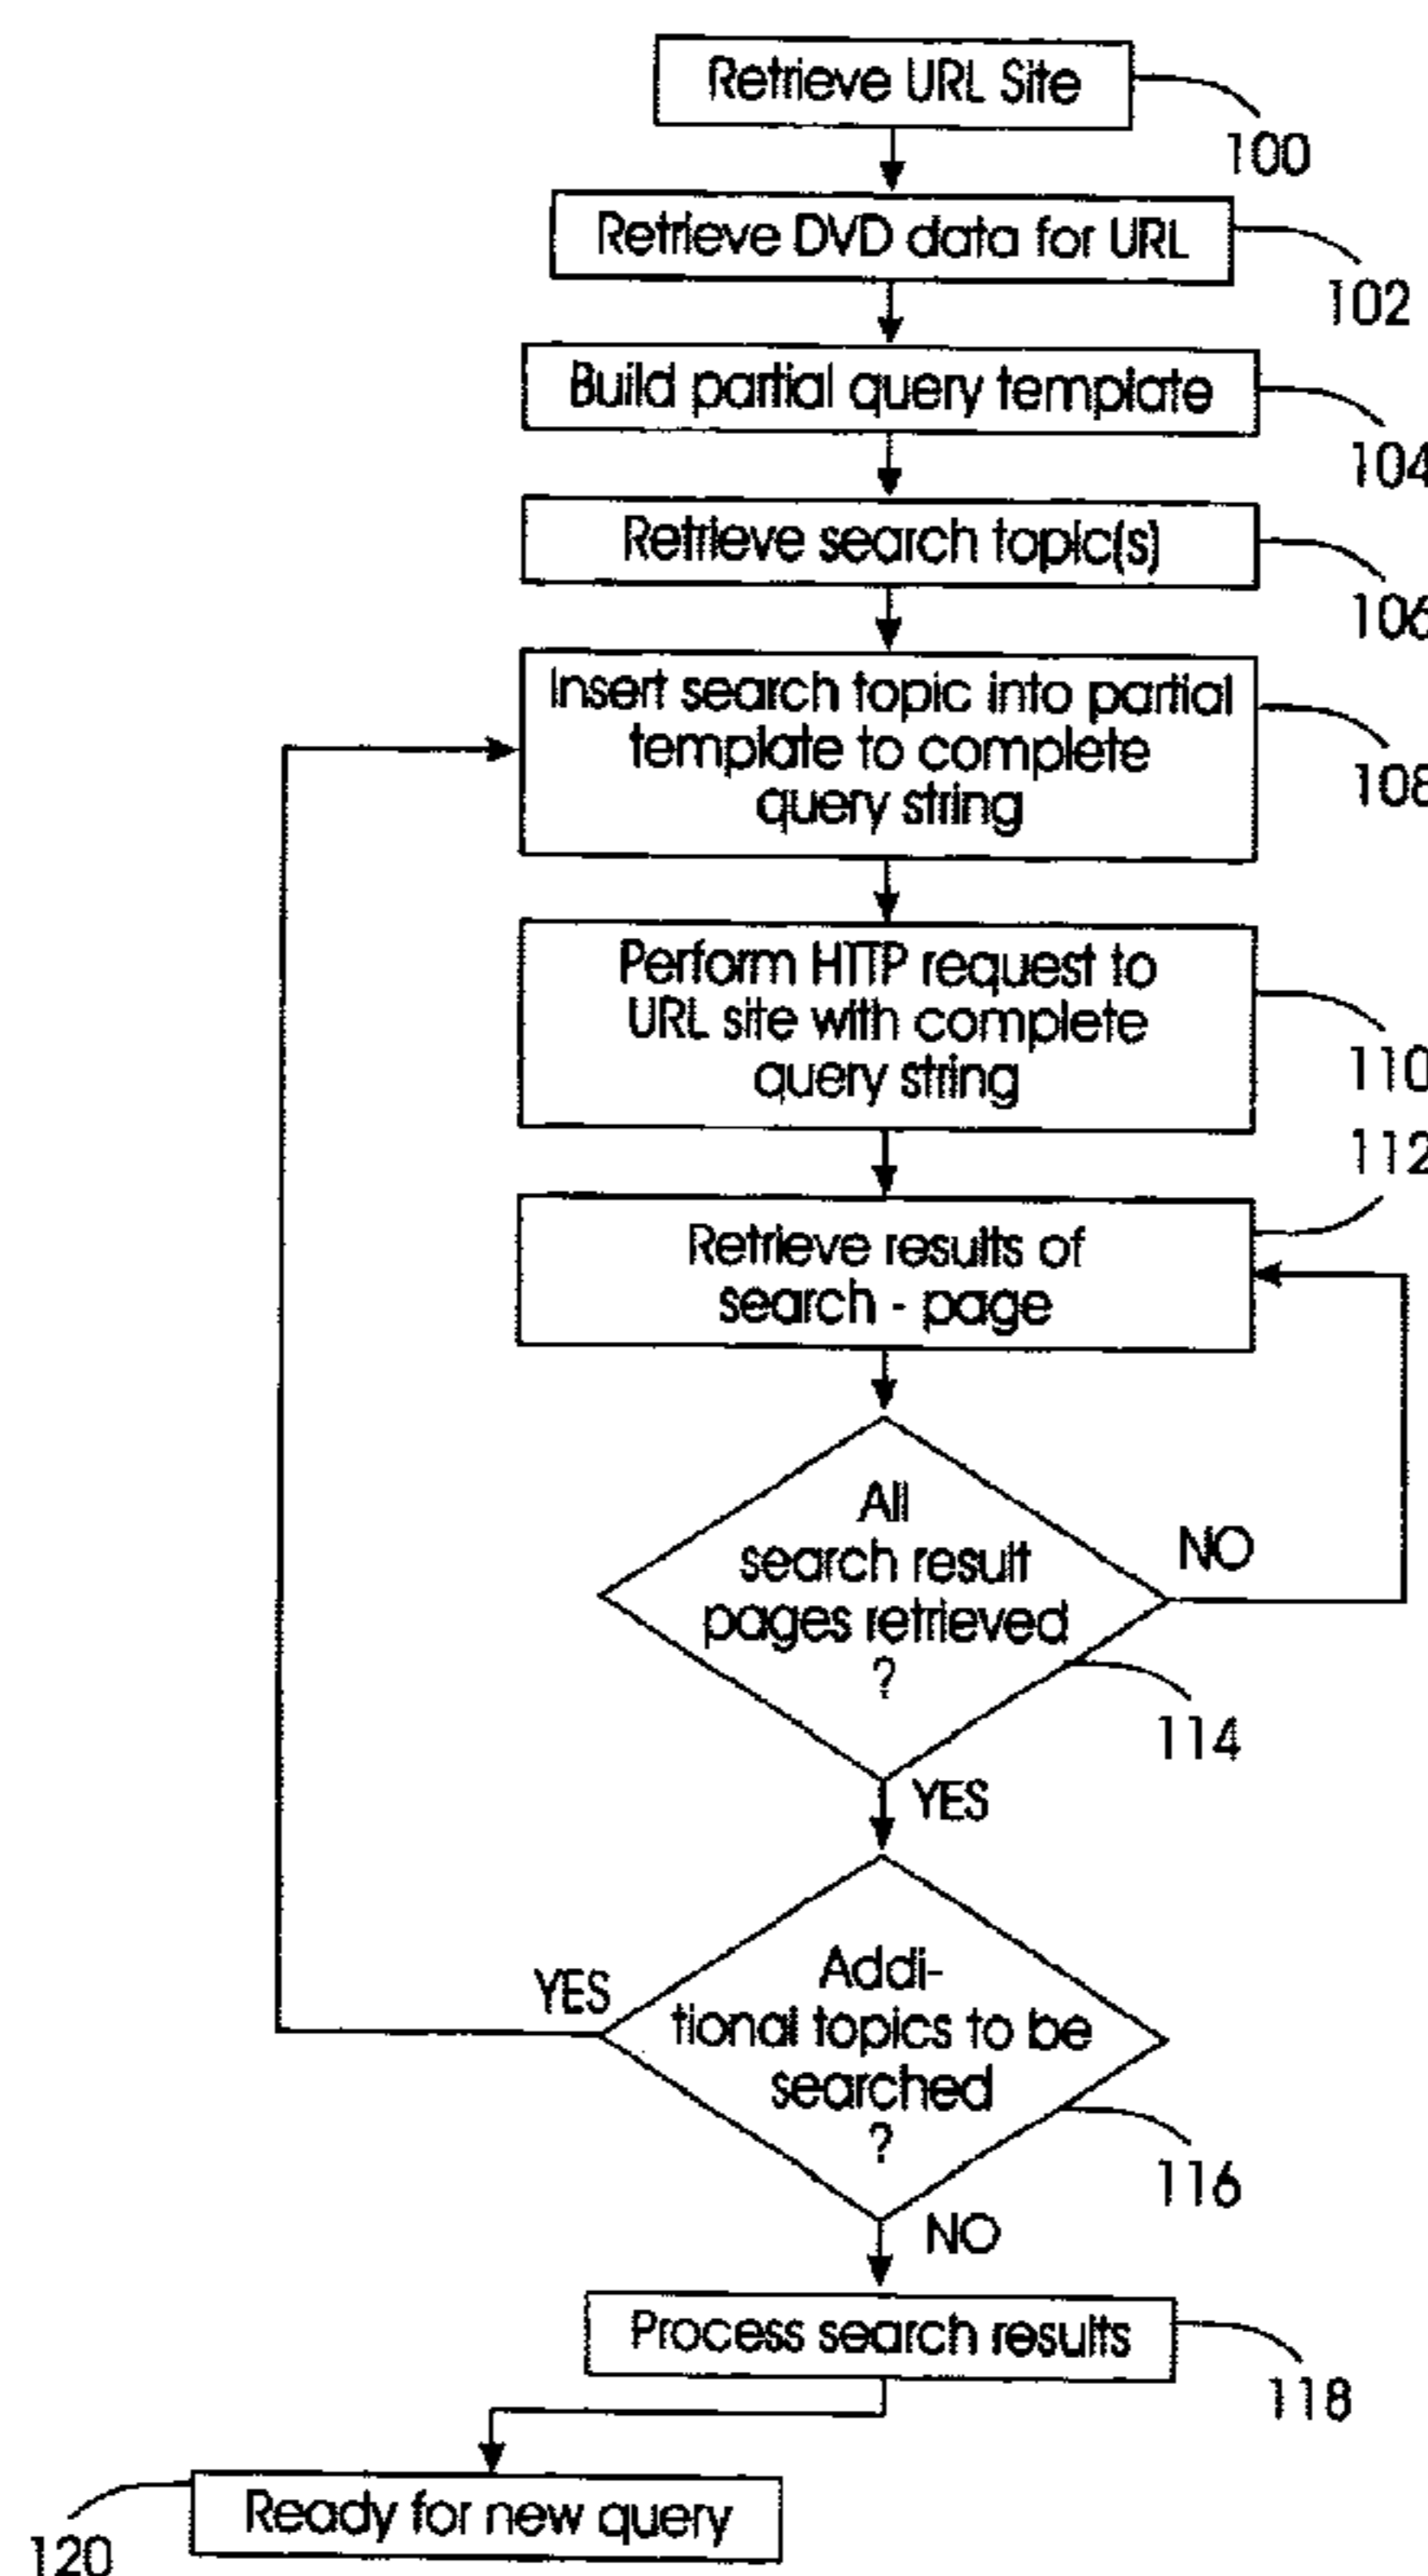 Retrieve URL Site
100
Retrieve DVD data for URL
102
Build partial query template
104
Retrieve search topic(s)
106
Insert search topic into partial
template to complete
query string
108
Perform HTTP request to
URL site with complete
query string
110
112
Retrieve results of
search - page
All
search result
pages retrieved
?
NO
114
YES
Addi-
tional topics to be
searched
?
YES
116
NO
Process search results
118
Ready for new query
120